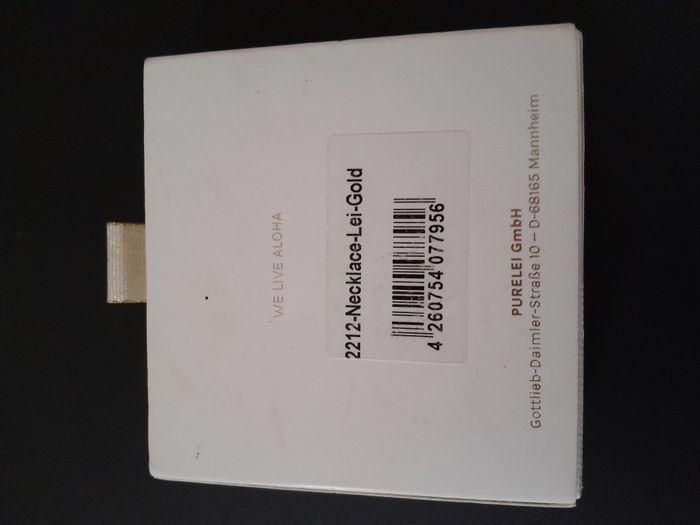 WE LIVE ALOHA
2212-Necklace-Lei-Gold
4 260754 077956
PURELEI GmbH
Gottlieb-Daimler-Straße 10 – D-68165 Mannheim